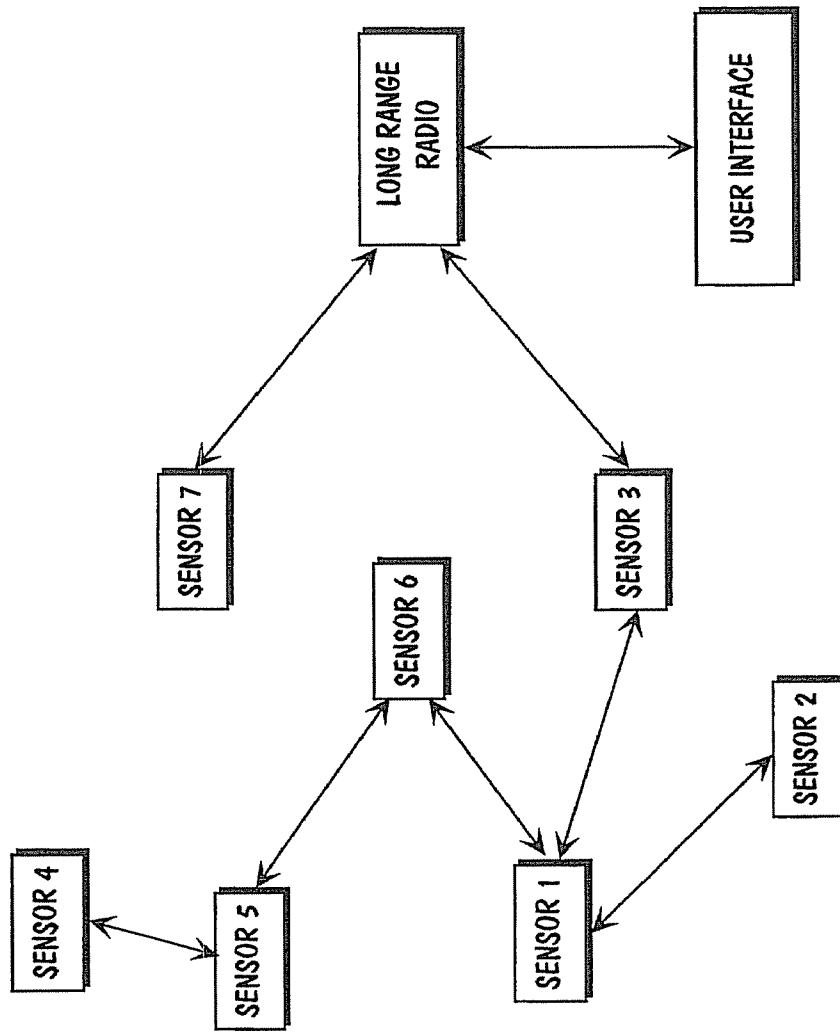 SENSOR 4
SENSOR 5
SENSOR 7
SENSOR 6
LONG RANGE
RADIO
SENSOR 1
SENSOR 3
SENSOR 2
USER INTERFACE